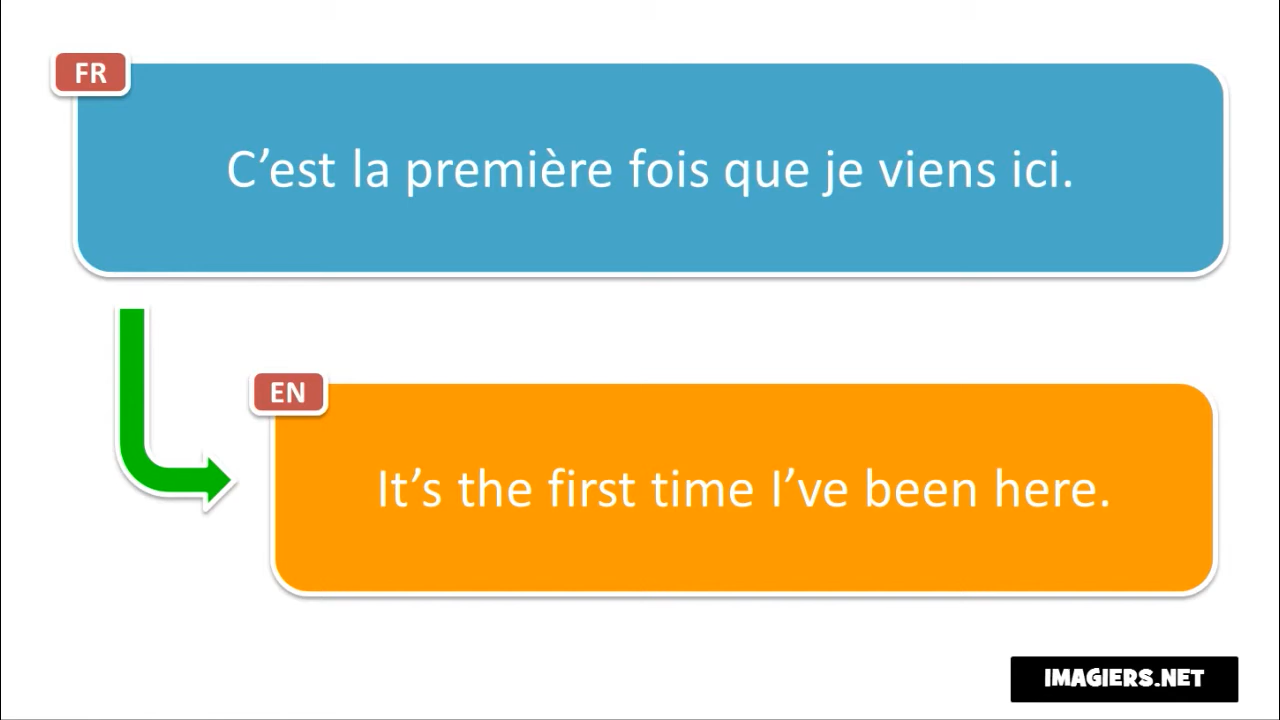 FR
C’est la première fois que je viens ici.
EN
It’s the first time I’ve been here.
IMAGIERS.NET